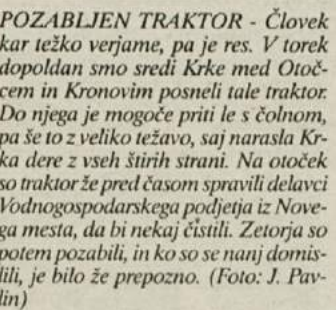 POZABLJEN TRAKTOR - Človek
kar težko verjame, pa je res. V torek
dopoldan smo sredi Krke med Otoč-
cem in Kronovim posneli tale traktor.
Do njega je mogoče priti le s čolnom,
pa še to z veliko težavo, saj narasla Kr-
ka dere z vseh štirih strani. Na otoček
so traktor že pred časom spravili delavci
Vodnogospodarskega podjetja iz Nove-
ga mesta, da bi nekaj čistili. Zetorja so
potem pozabili, in ko so se nanj domis-
lili, je bilo že prepozno. (Foto: J. Pav-
lin)